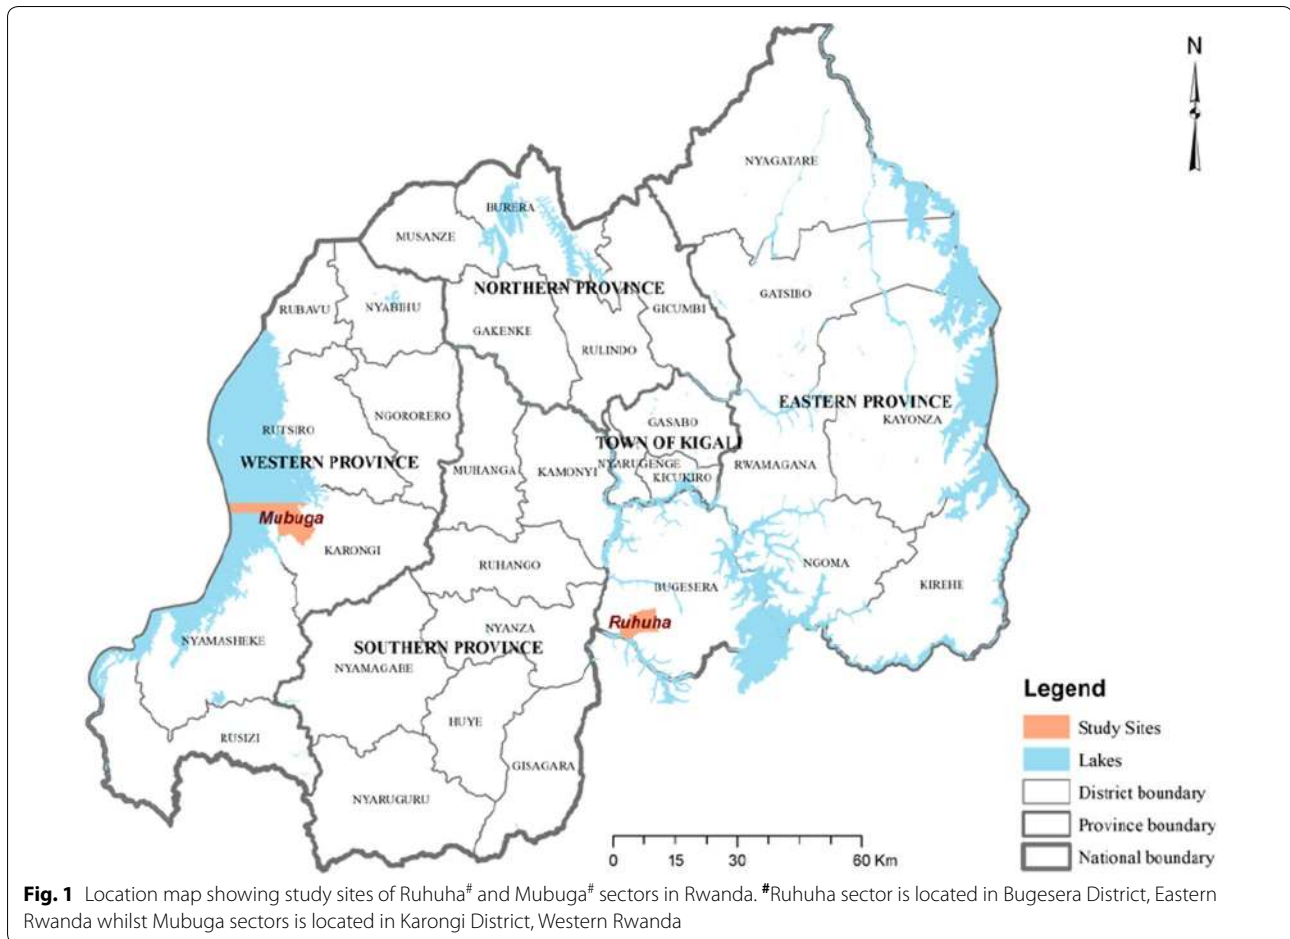 N
NYAGATARE
BURERA
MUSANZE
NORTHERN PROVINCE
GATSIBO
RUBAVU
NYABIHU
GICUMBI
GAKENKE
RULINDO
EASTERN PROVINCE
KAYONZA
NGORORERO
GASABO
RUTSIRO
TOWN OF KIGALI
WESTERN PROVINCE
MUHANGA
KAMONYI
NYARUGENGE
RWAMAGANA
KICUKIRO
Mubuga
KARONGI
RUHANGO
NGOMA
BUGESERA
KIREHE
Ruhuha
NYAMASHEKE
NYANZA
SOUTHERN PROVINCE
NYAMAGABE
HUYE
RUSIZI
GISAGARA
NYARUGURU
Legend
Study Sites
Lakes
District boundary
Province boundary
National boundary
0 15 30 60 Km
Fig. 1 Location map showing study sites of Ruhuha# and Mubuga# sectors in Rwanda. #Ruhuha sector is located in Bugesera District, Eastern
Rwanda whilst Mubuga sectors is located in Karongi District, Western Rwanda